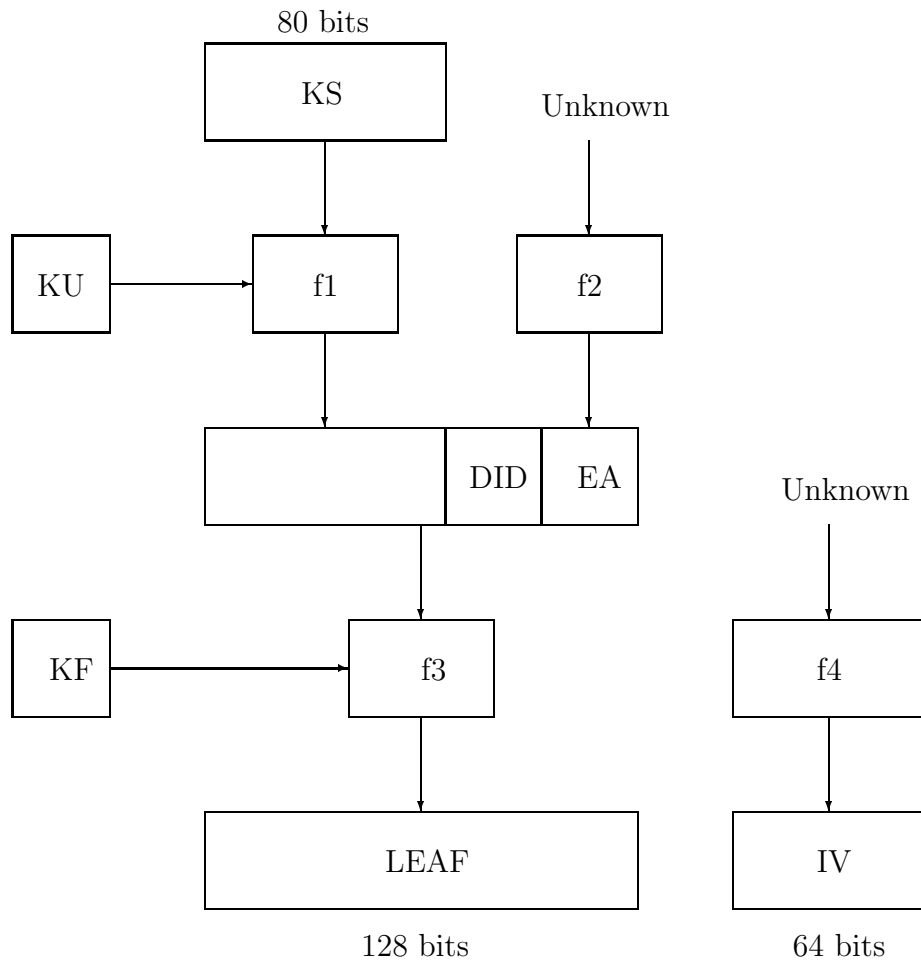 80 bits
KS
Unknown
KU
f1
f2
DID
EA
Unknown
KF
f3
f4
LEAF
IV
128 bits
64 bits